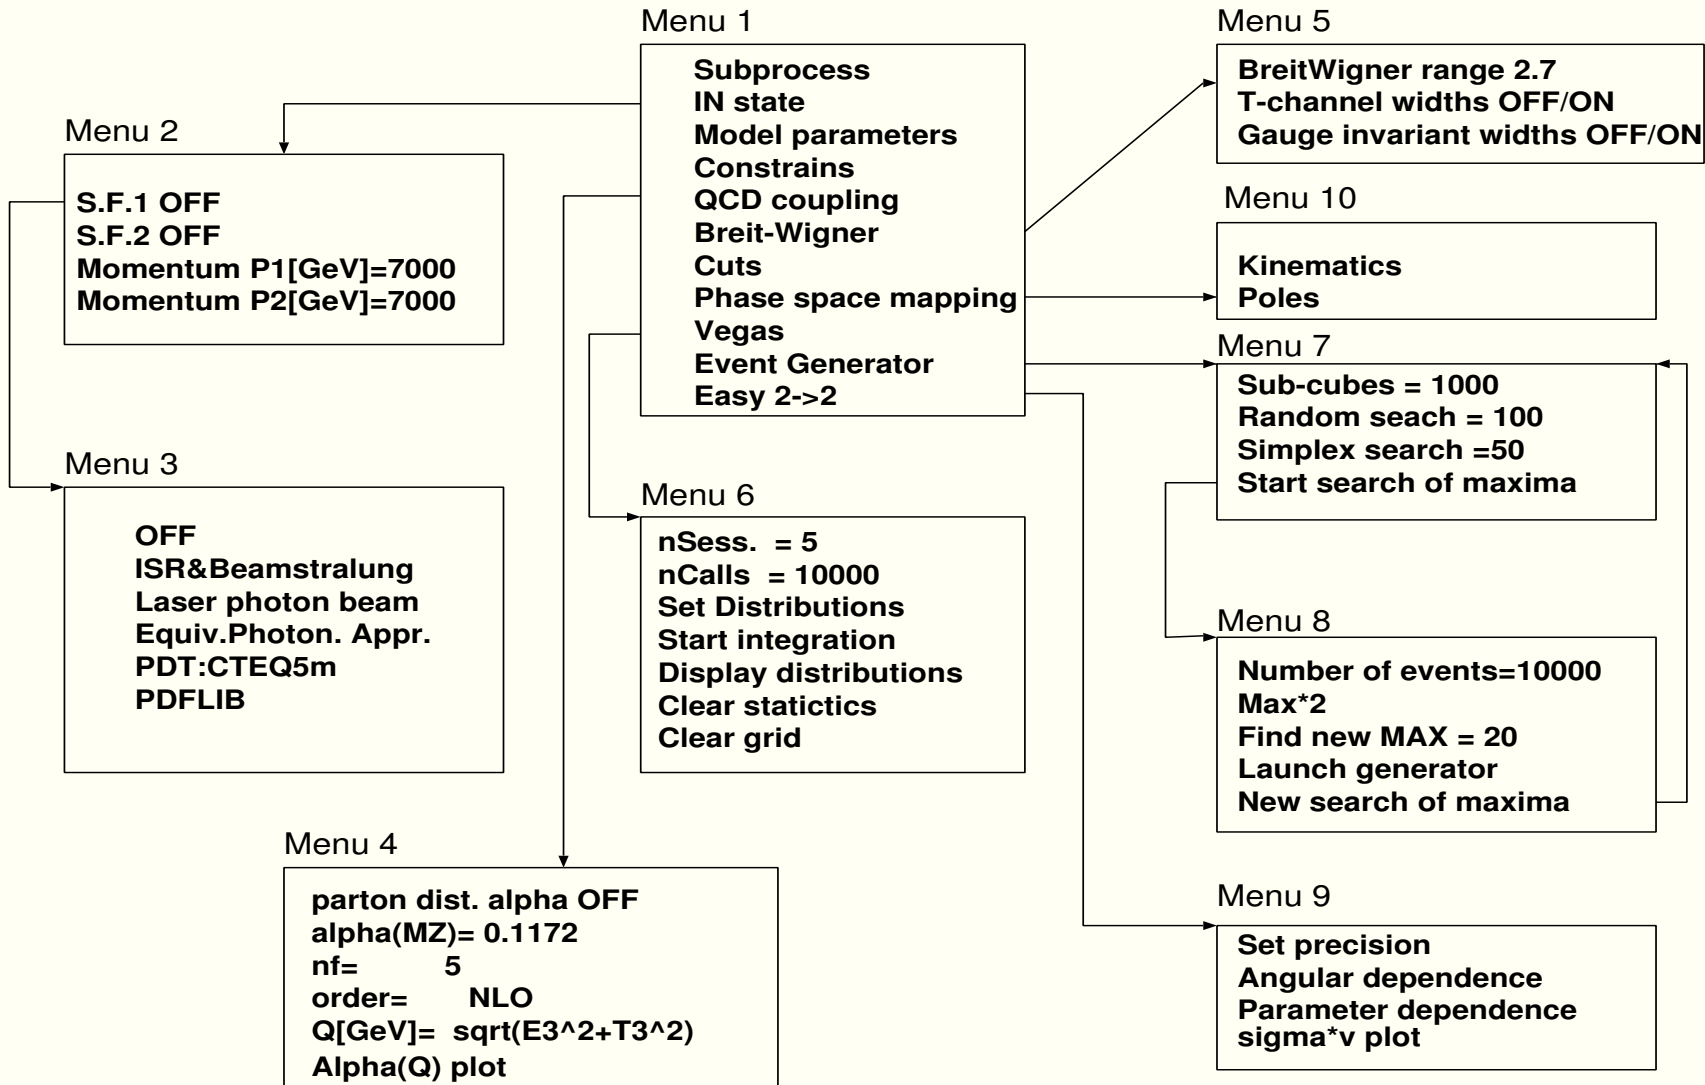 Menu 1
Subprocess
IN state
Model parameters
Constrains
QCD coupling
Breit-Wigner
Cuts
Phase space mapping
Vegas
Event Generator
Easy 2->2
Menu 2
S.F.1 OFF
S.F.2 OFF
Momentum P1[GeV]=7000
Momentum P2[GeV]=7000
Menu 3
OFF
ISR&Beamstralung
Laser photon beam
Equiv.Photon. Appr.
PDT:CTEQ5m
PDFLIB
Menu 4
parton dist. alpha OFF
alpha(MZ)= 0.1172
nf= 5
order= NLO
Q[GeV]= sqrt(E3^2+T3^2)
Alpha(Q) plot
Menu 5
BreitWigner range 2.7
T-channel widths OFF/ON
Gauge invariant widths OFF/ON
Menu 10
Kinematics
Poles
Menu 7
Sub-cubes = 1000
Random seach = 100
Simplex search =50
Start search of maxima
Menu 6
nSess. = 5
nCalls = 10000
Set Distributions
Start integration
Display distributions
Clear statictics
Clear grid
Menu 8
Number of events=10000
Max*2
Find new MAX = 20
Launch generator
New search of maxima
Menu 9
Set precision
Angular dependence
Parameter dependence
sigma*v plot